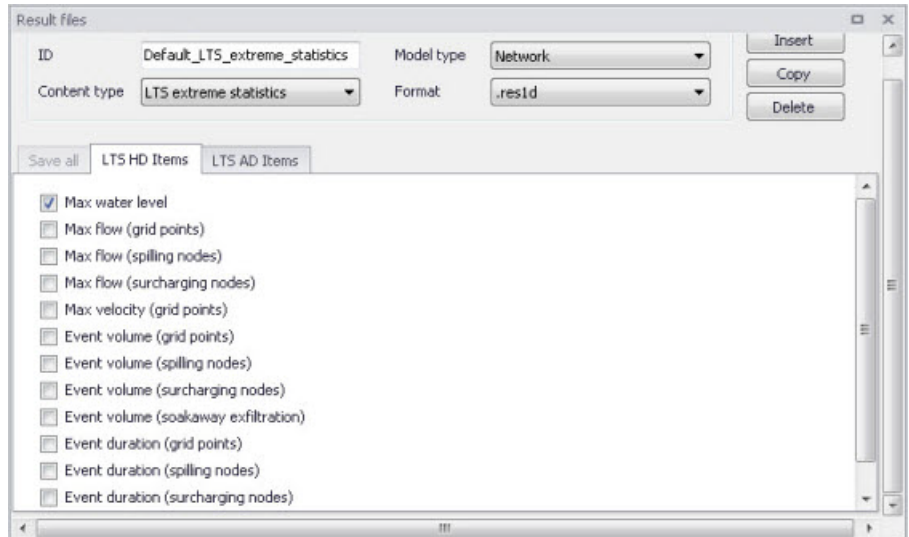 Result files
ID Default_LTS_extreme_statistics Model type Network Insert
Content type LTS extreme statistics Format .res1d Copy
Delete
Save all LTS HD Items LTS AD Items
Max water level
Max flow (grid points)
Max flow (spilling nodes)
Max flow (surcharging nodes)
Max velocity (grid points)
Event volume (grid points)
Event volume (spilling nodes)
Event volume (surcharging nodes)
Event volume (soakaway exfiltration)
Event duration (grid points)
Event duration (spilling nodes)
Event duration (surcharging nodes)